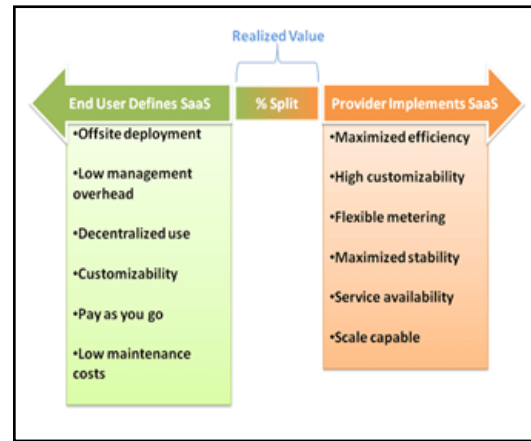 Realized Value
End User Defines SaaS
% Split
Provider Implements SaaS
•Offsite deployment
•Low management
overhead
•Decentralized use
•Customizability
•Pay as you go
•Low maintenance
costs
•Maximized efficiency
•High customizability
•Flexible metering
•Maximized stability
•Service availability
•Scale capable